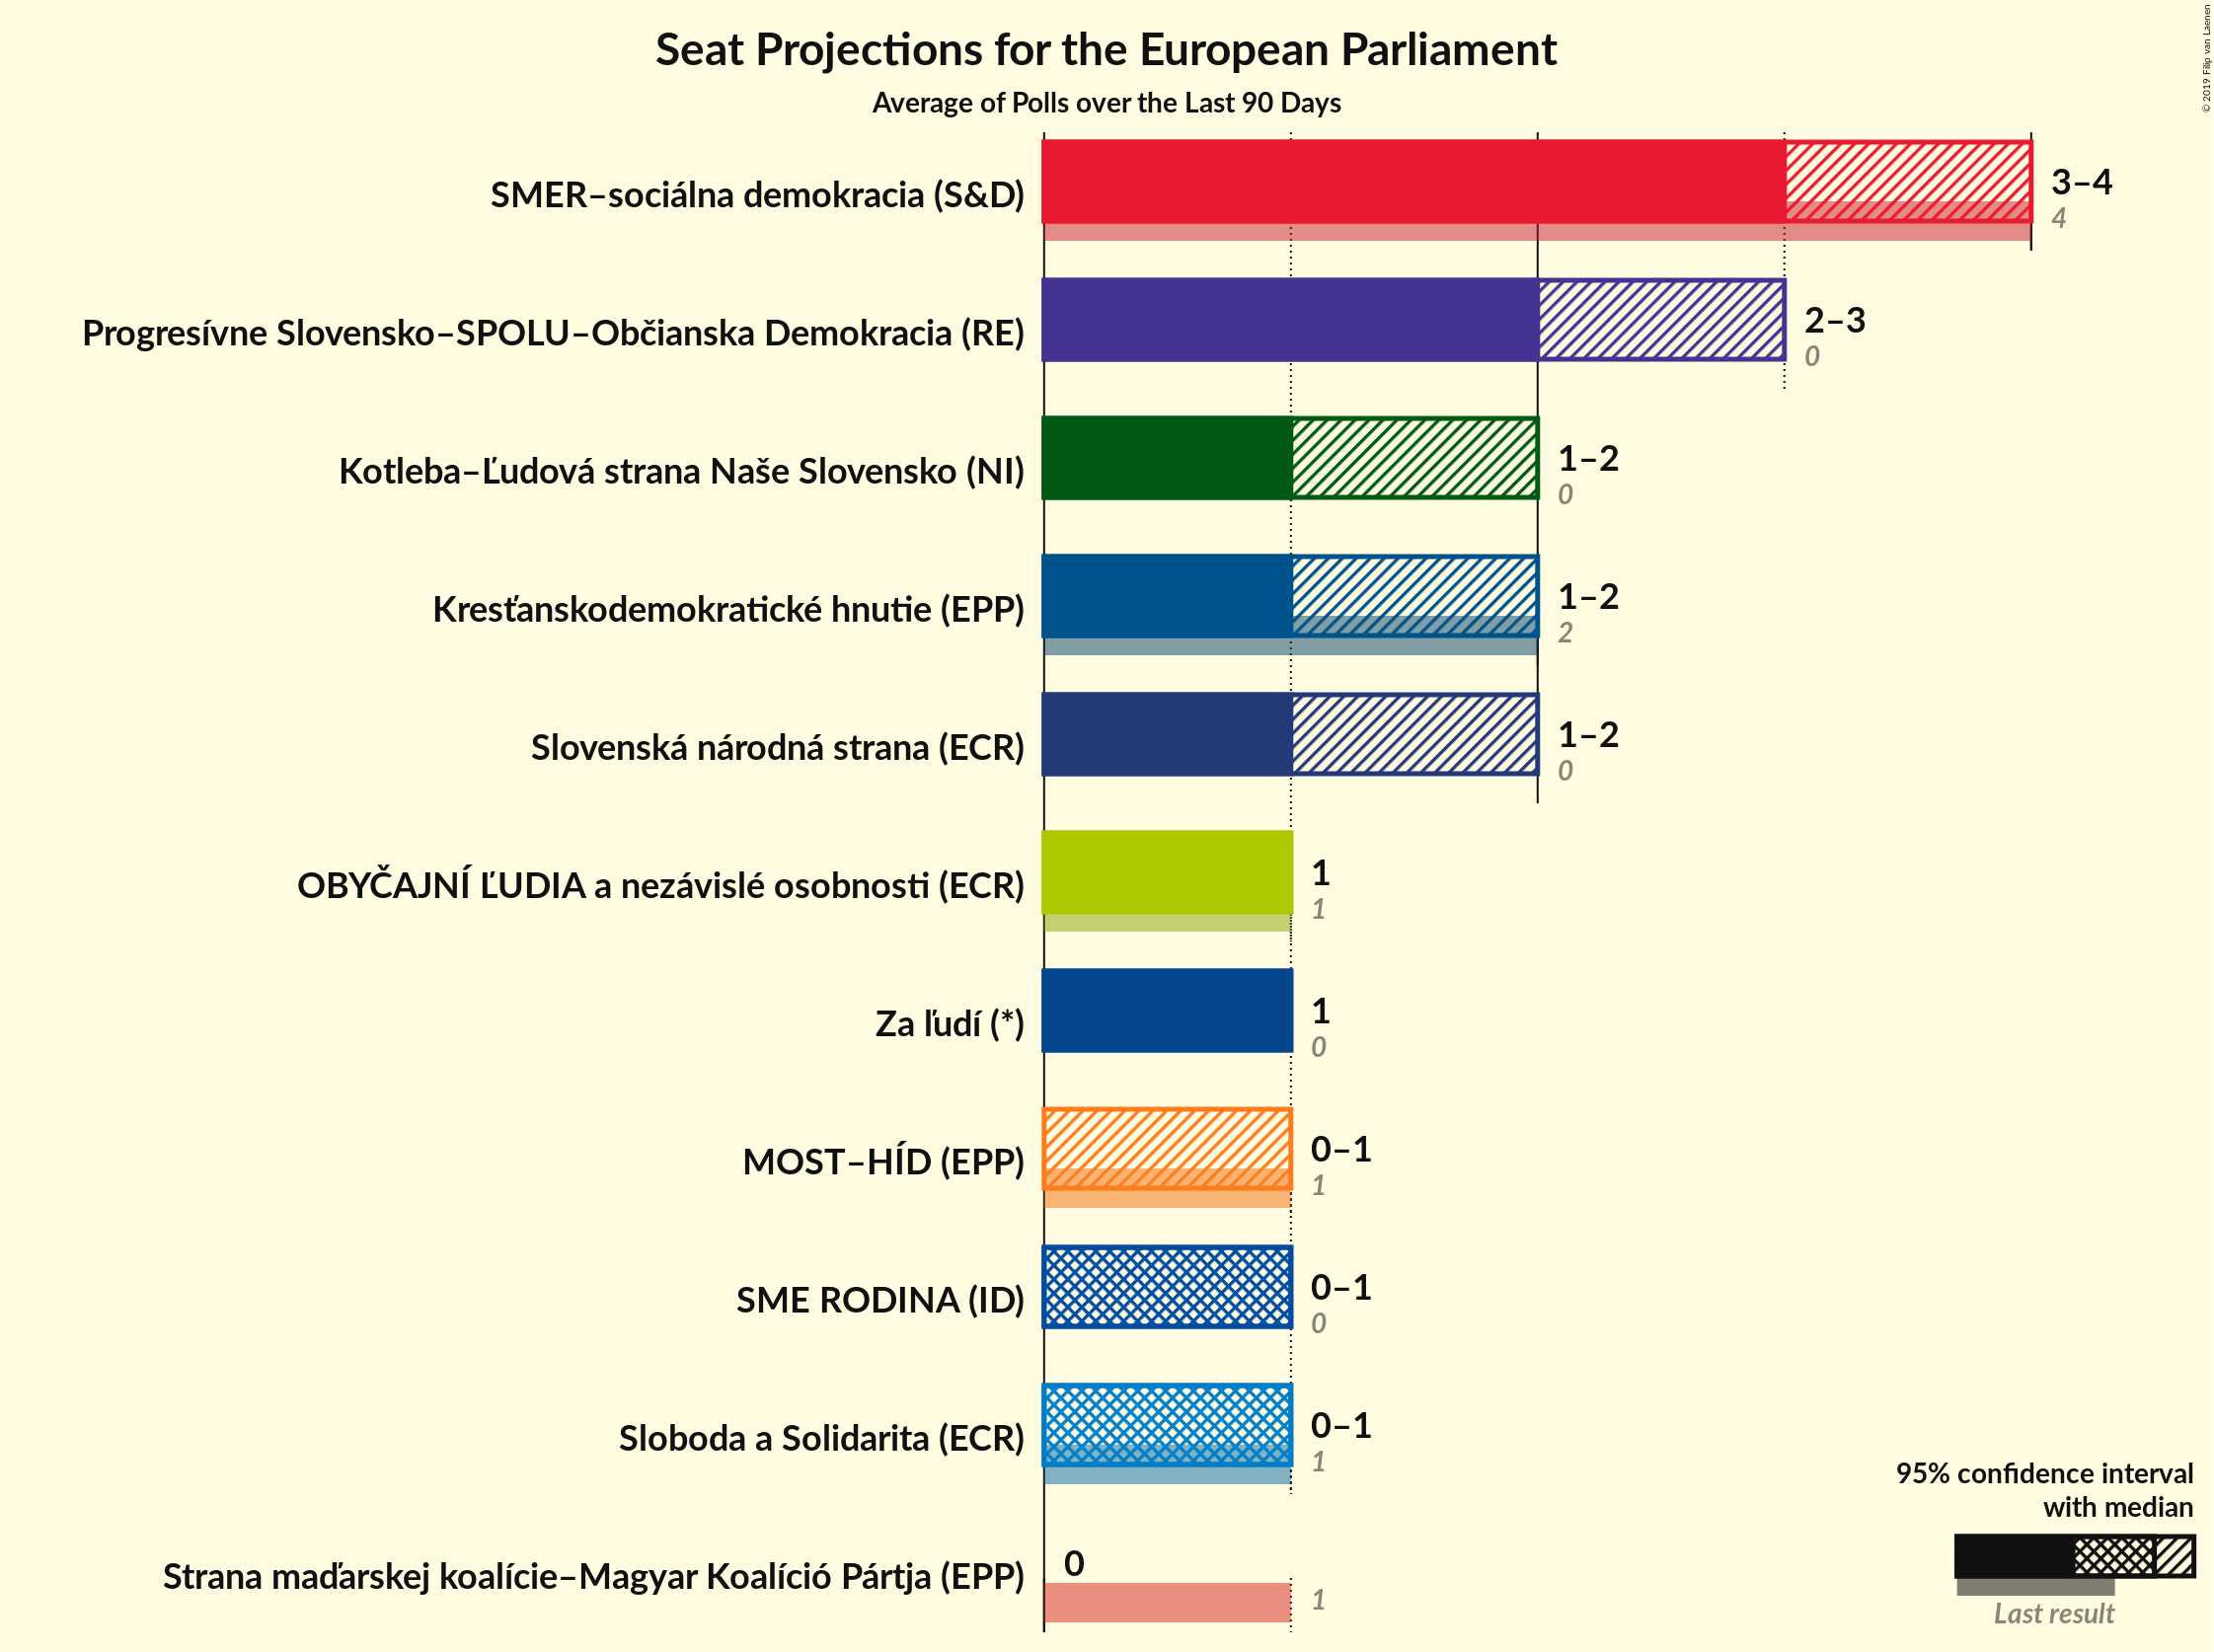 Seat Projections for the European Parliament
Average of Polls over the Last 90 Days
© 2019 Filip van Laenen
SMER–sociálna demokracia (S&D)
3–4
4
Progresívne Slovensko–SPOLU–Občianska Demokracia (RE)
2–3
0
Kotleba–Ľudová strana Naše Slovensko (NI)
1–2
0
Kresťanskodemokratické hnutie (EPP)
1–2
2
Slovenská národná strana (ECR)
1–2
0
OBYČAJNÍ ĽUDIA a nezávislé osobnosti (ECR)
1
1
Za ľudí (*)
1
0
MOST–HÍD (EPP)
0–1
1
SME RODINA (ID)
0–1
0
Sloboda a Solidarita (ECR)
0–1
1
Strana maďarskej koalície–Magyar Koalíció Pártja (EPP)
0
1
95% confidence interval
with median
Last result